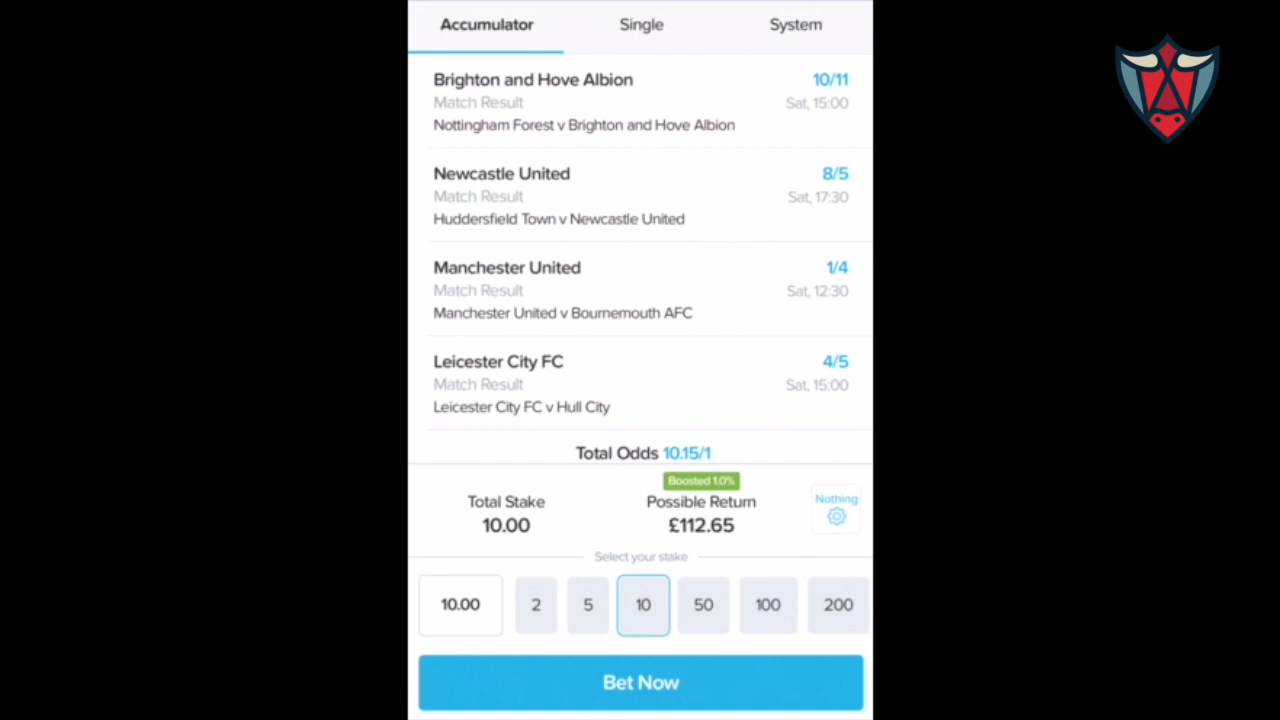 Accumulator Single System
Brighton and Hove Albion 10/11
Match Result Sat, 15:00
Nottingham Forest v Brighton and Hove Albion
Newcastle United 8/5
Match Result Sat, 17:30
Huddersfield Town v Newcastle United
Manchester United 1/4
Match Result Sat, 12:30
Manchester United v Bournemouth AFC
Leicester City FC 4/5
Match Result Sat, 15:00
Leicester City FC v Hull City
Total Odds 10.15/1
Boosted 1.0%
Total Stake Possible Return Nothing
10.00 £112.65
Select your stake
10.00 2 5 10 50 100 200
Bet Now